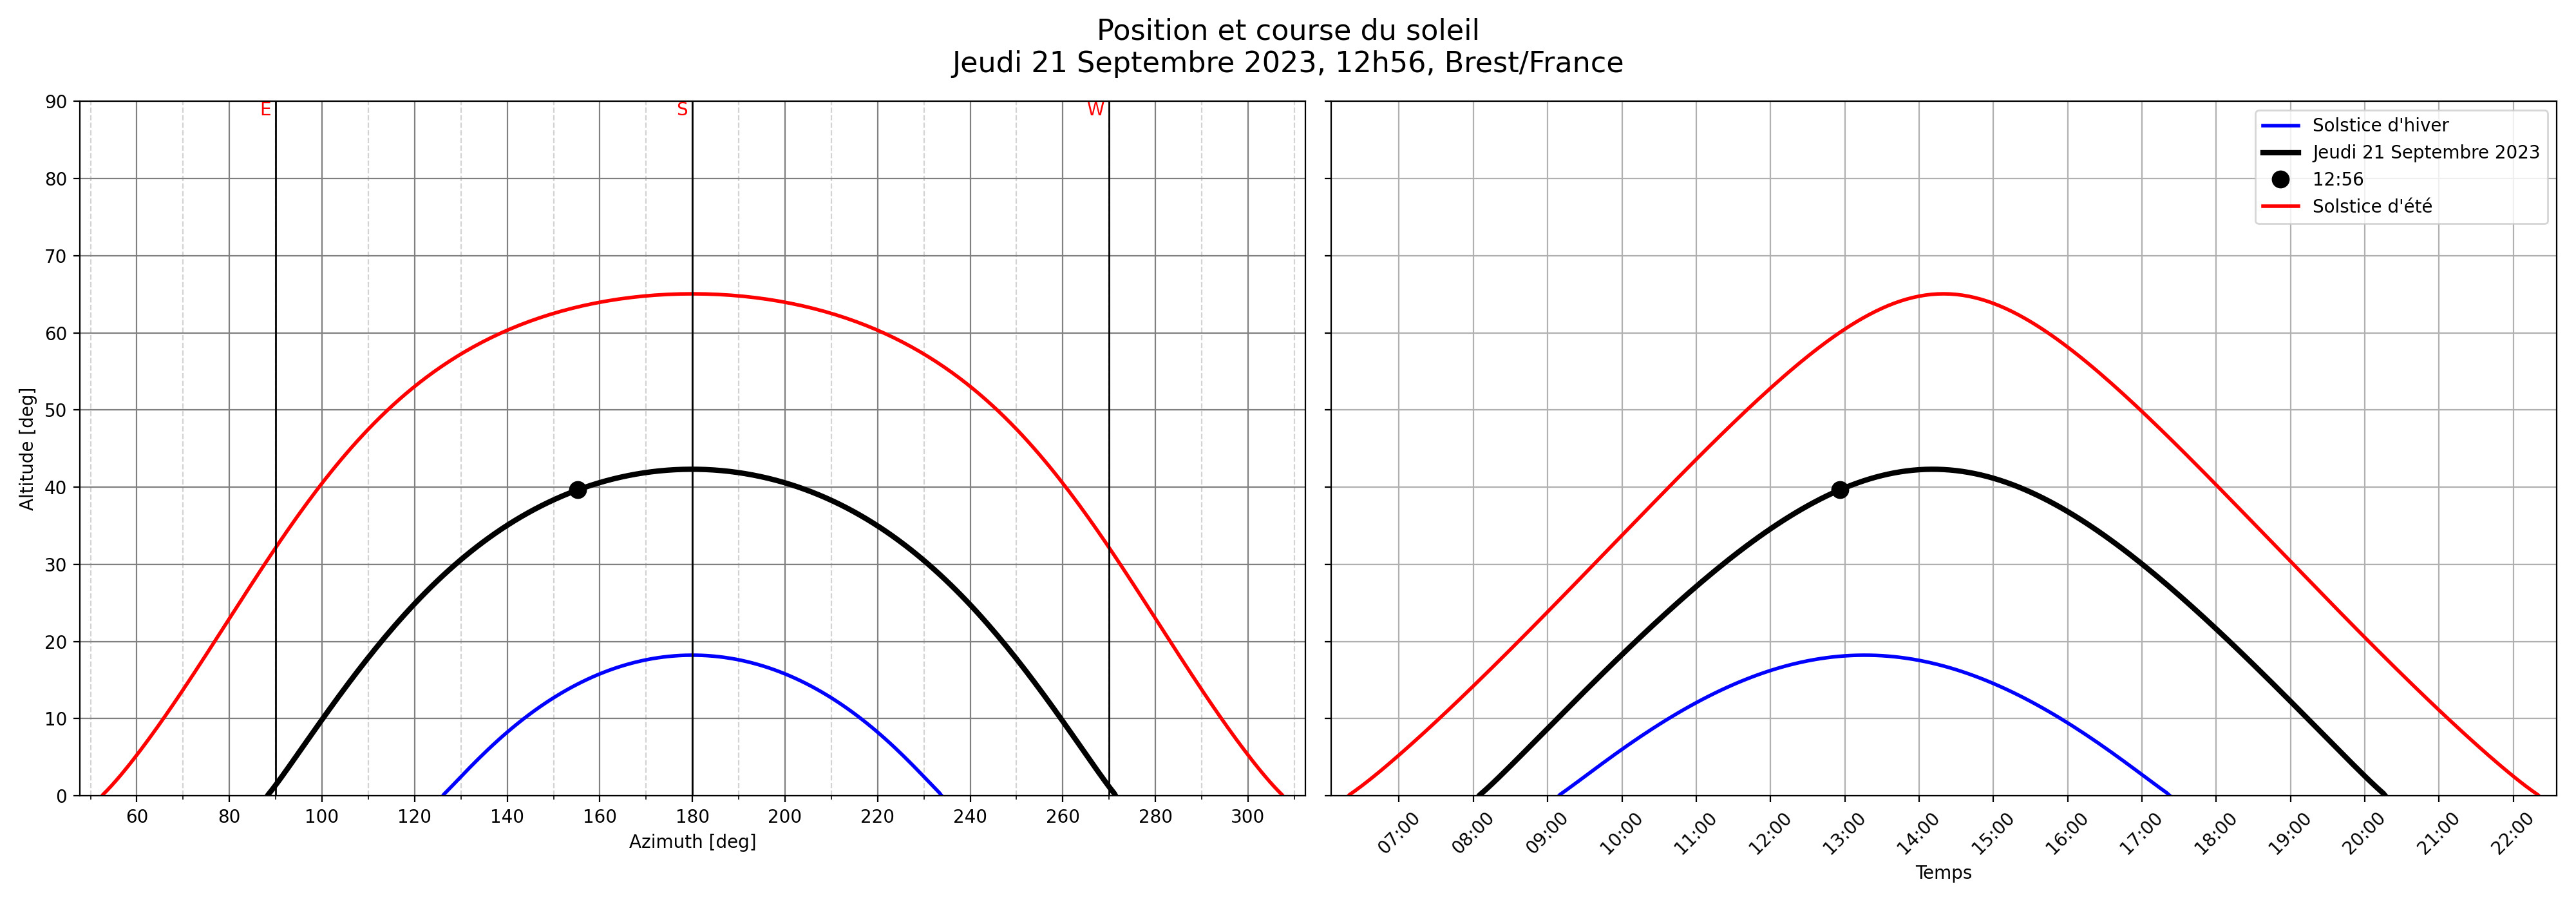 Position et course du soleil
Jeudi 21 Septembre 2023, 12h56, Brest/France
E
S
W
90
80
70
60
50
40
30
20
10
0
Altitude [deg]
60 80 100 120 140 160 180 200 220 240 260 280 300
Azimuth [deg]
Solstice d'hiver
Jeudi 21 Septembre 2023
12:56
Solstice d'été
07:00 08:00 09:00 10:00 11:00 12:00 13:00 14:00 15:00 16:00 17:00 18:00 19:00 20:00 21:00 22:00
Temps